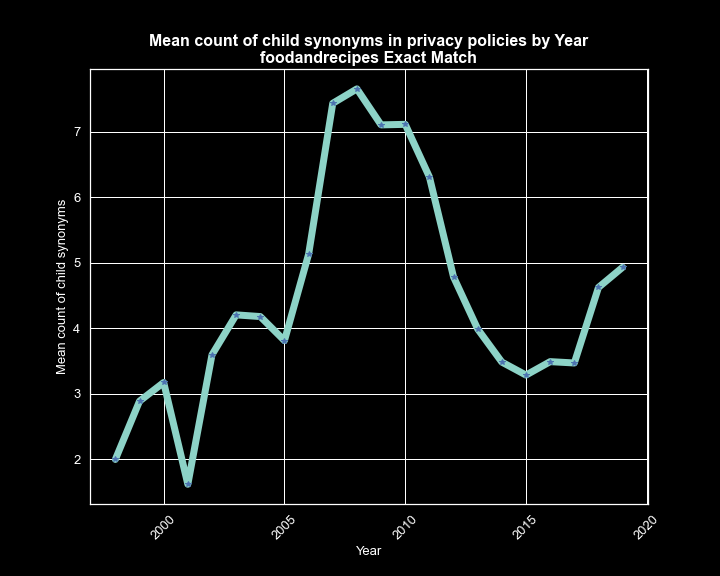 Mean count of child synonyms in privacy policies by Year
foodandrecipes Exact Match
Mean count of child synonyms
7
6
5
4
3
2
2000
2005
2010
2015
2020
Year